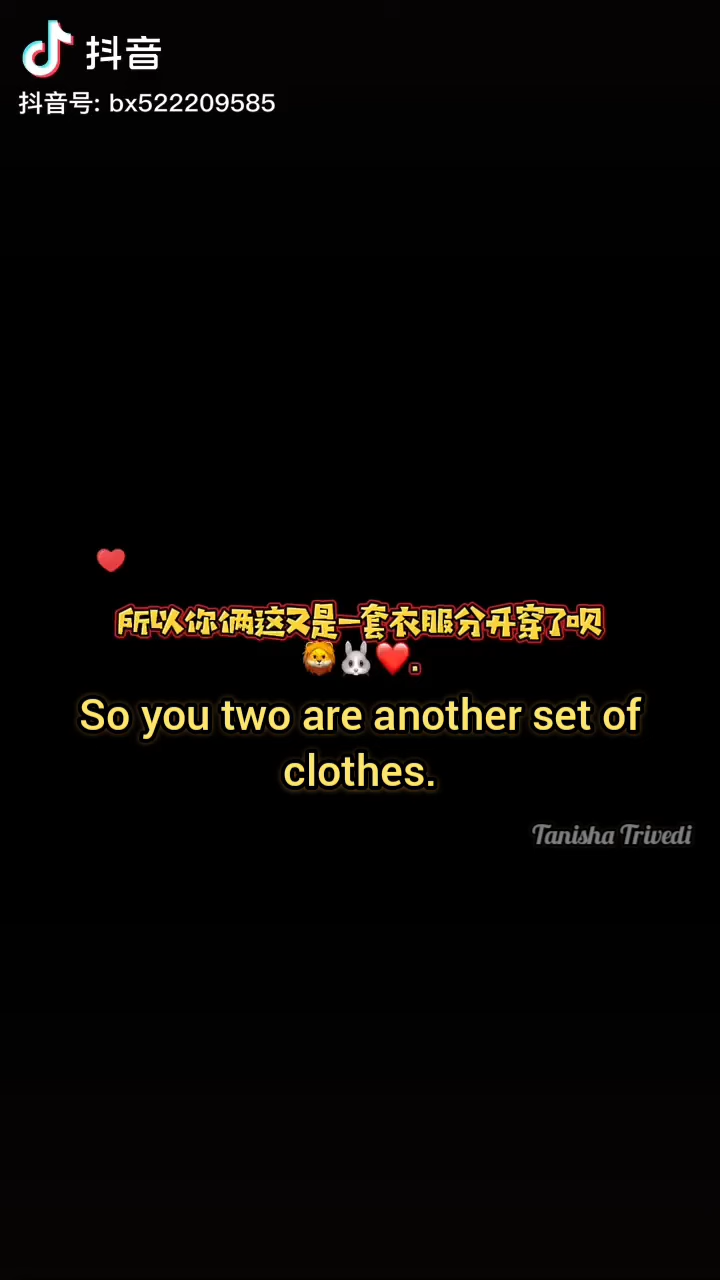 抖音
抖音号: bx522209585
所以你俩这又是一套衣服分开穿了呗
🦁🐰❤️.
So you two are another set of
clothes.
Tanisha Trivedi